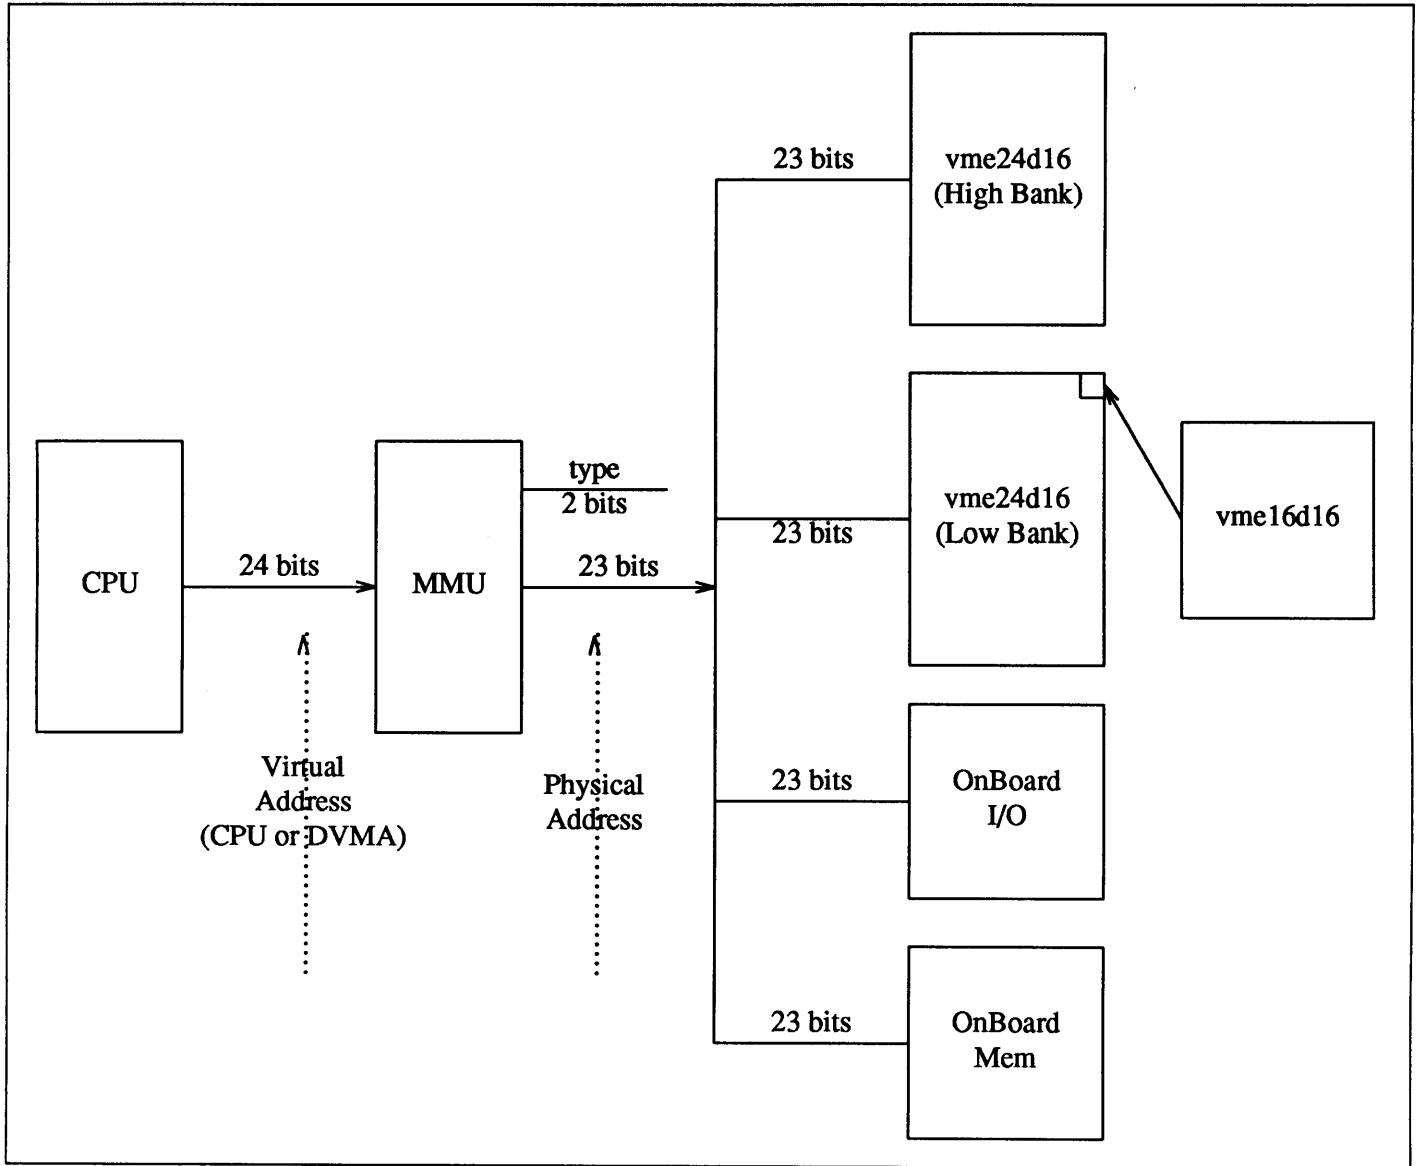 23 bits
vme24d16
(High Bank)
type
2 bits
23 bits
vme24d16
(Low Bank)
vme16d16
CPU
24 bits
MMU
23 bits
Virtual
Address
(CPU or DVMA)
Physical
Address
23 bits
OnBoard
I/O
23 bits
OnBoard
Mem